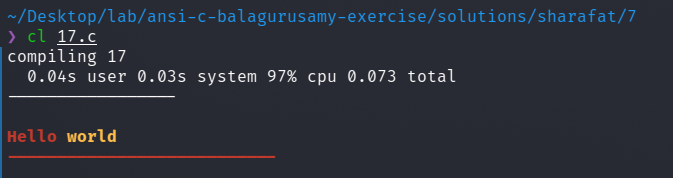 ~/Desktop/lab/ansi-c-balagurusamy-exercise/solutions/sharafat/7
❯ cl 17.c
compiling 17
  0.04s user 0.03s system 97% cpu 0.073 total
-----------------
Hello world
---------------------------